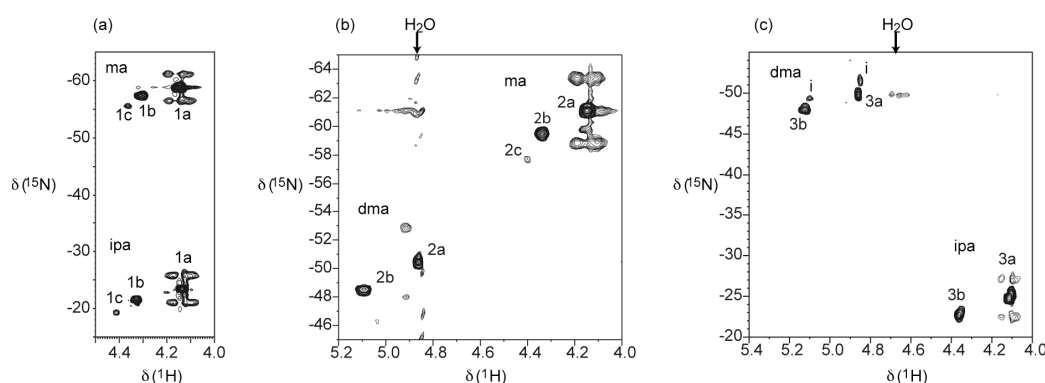 (a)
ma
1c 1b 1a
ipa
1a
1b
1c
-60
-50
-40
-30
-20
4.4 4.2 4.0
δ(¹⁵N)
δ(¹H)
(b)
H₂O
ma
2a
2b
2c
dma
2a
2b
-64
-62
-60
-58
-56
-54
-52
-50
-48
-46
5.2 5.0 4.8 4.6 4.4 4.2 4.0
δ(¹⁵N)
δ(¹H)
(c)
H₂O
dma i i
3a
3b
ipa
3a
3b
-50
-45
-40
-35
-30
-25
-20
5.4 5.2 5.0 4.8 4.6 4.4 4.2 4.0
δ(¹⁵N)
δ(¹H)